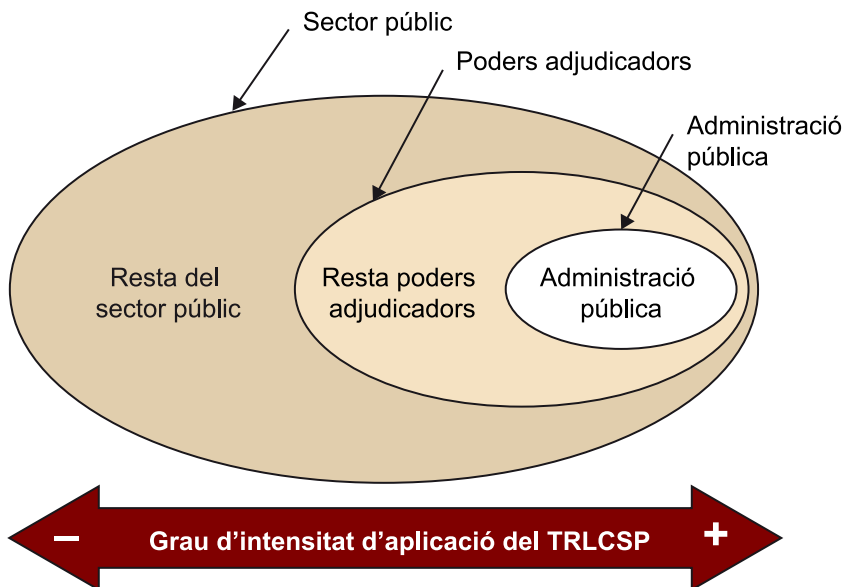 Sector públic
Poders adjudicadors
Administració
pública
Resta del
sector públic
Resta poders
adjudicadors
Administració
pública
– Grau d’intensitat d’aplicació del TRLCSP +